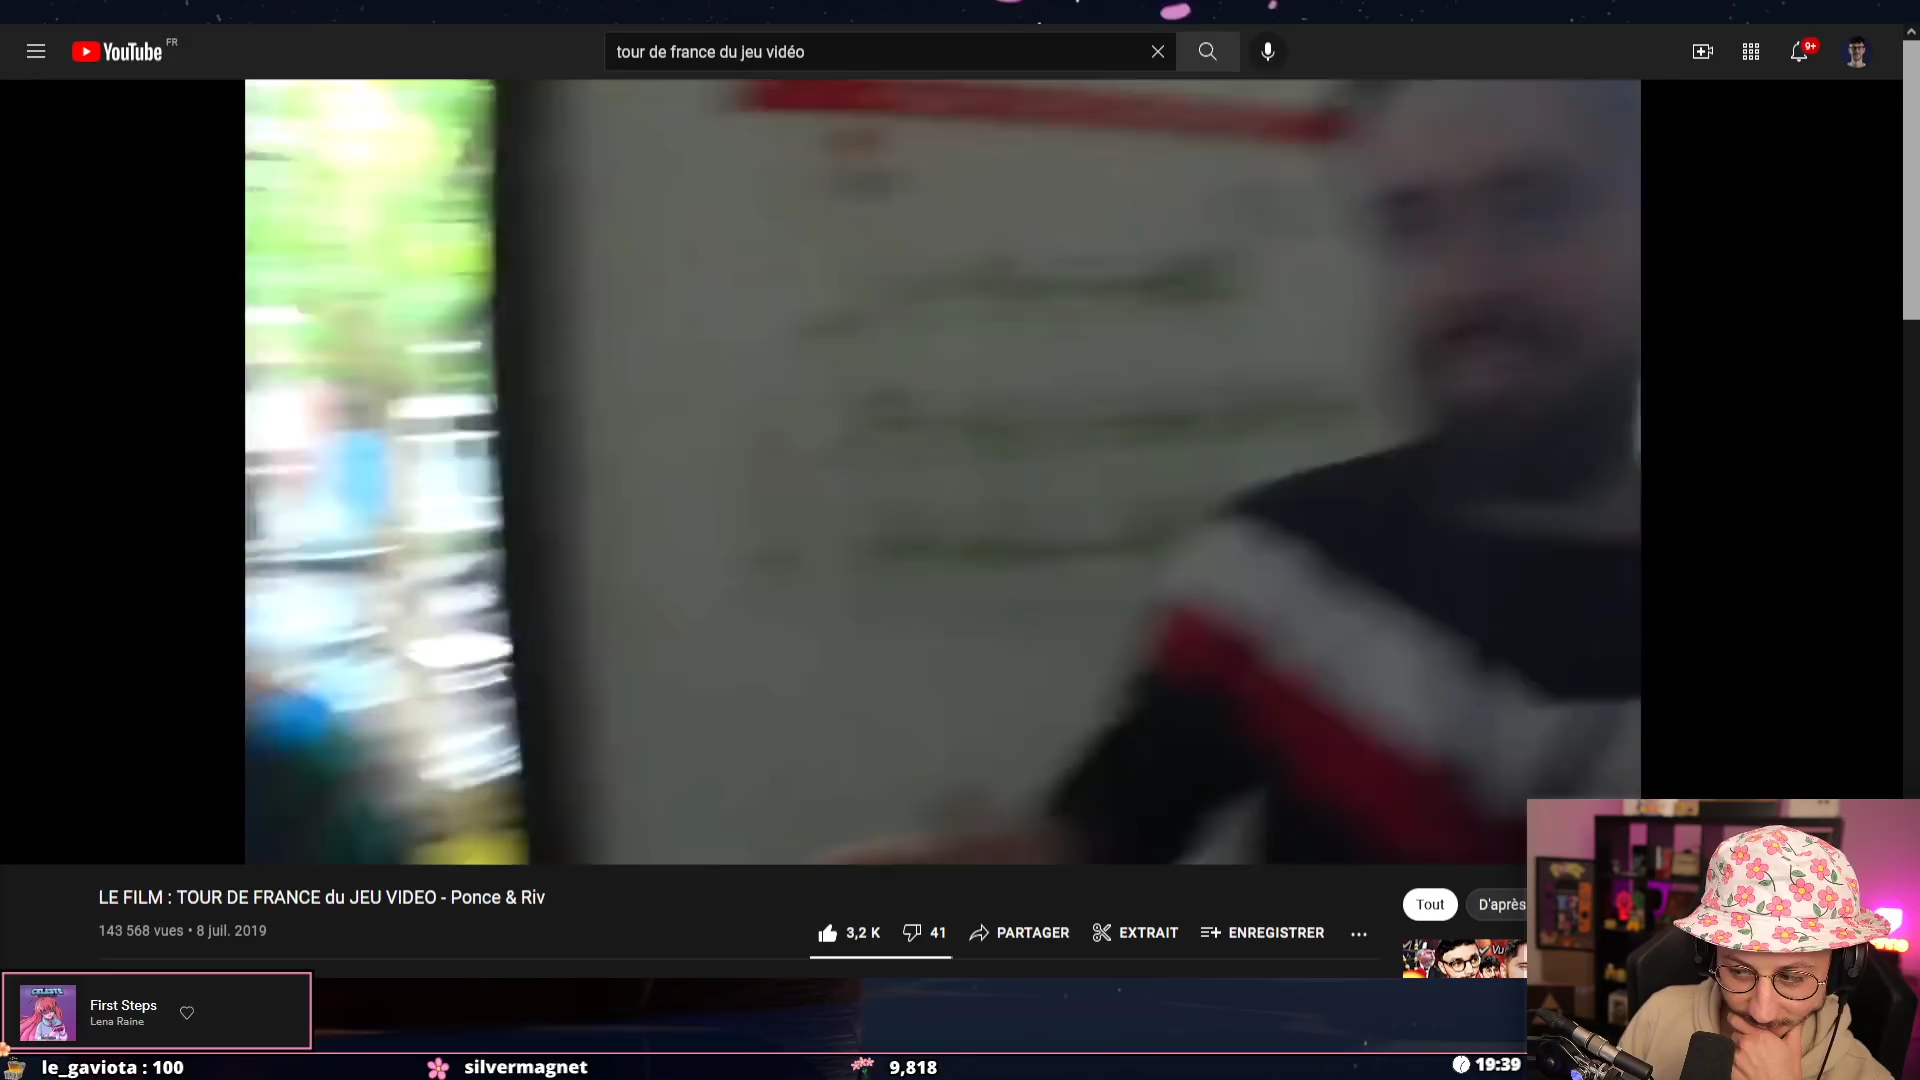 YouTube FR
tour de france du jeu vidéo
9+
LE FILM : TOUR DE FRANCE du JEU VIDEO - Ponce & Riv
143 568 vues • 8 juil. 2019
3,2 K
41
PARTAGER
EXTRAIT
ENREGISTRER
Tout
D'après
Vu
CELESTE
First Steps
Lena Raine
le_gaviota : 100
silvermagnet
9,818
19:39